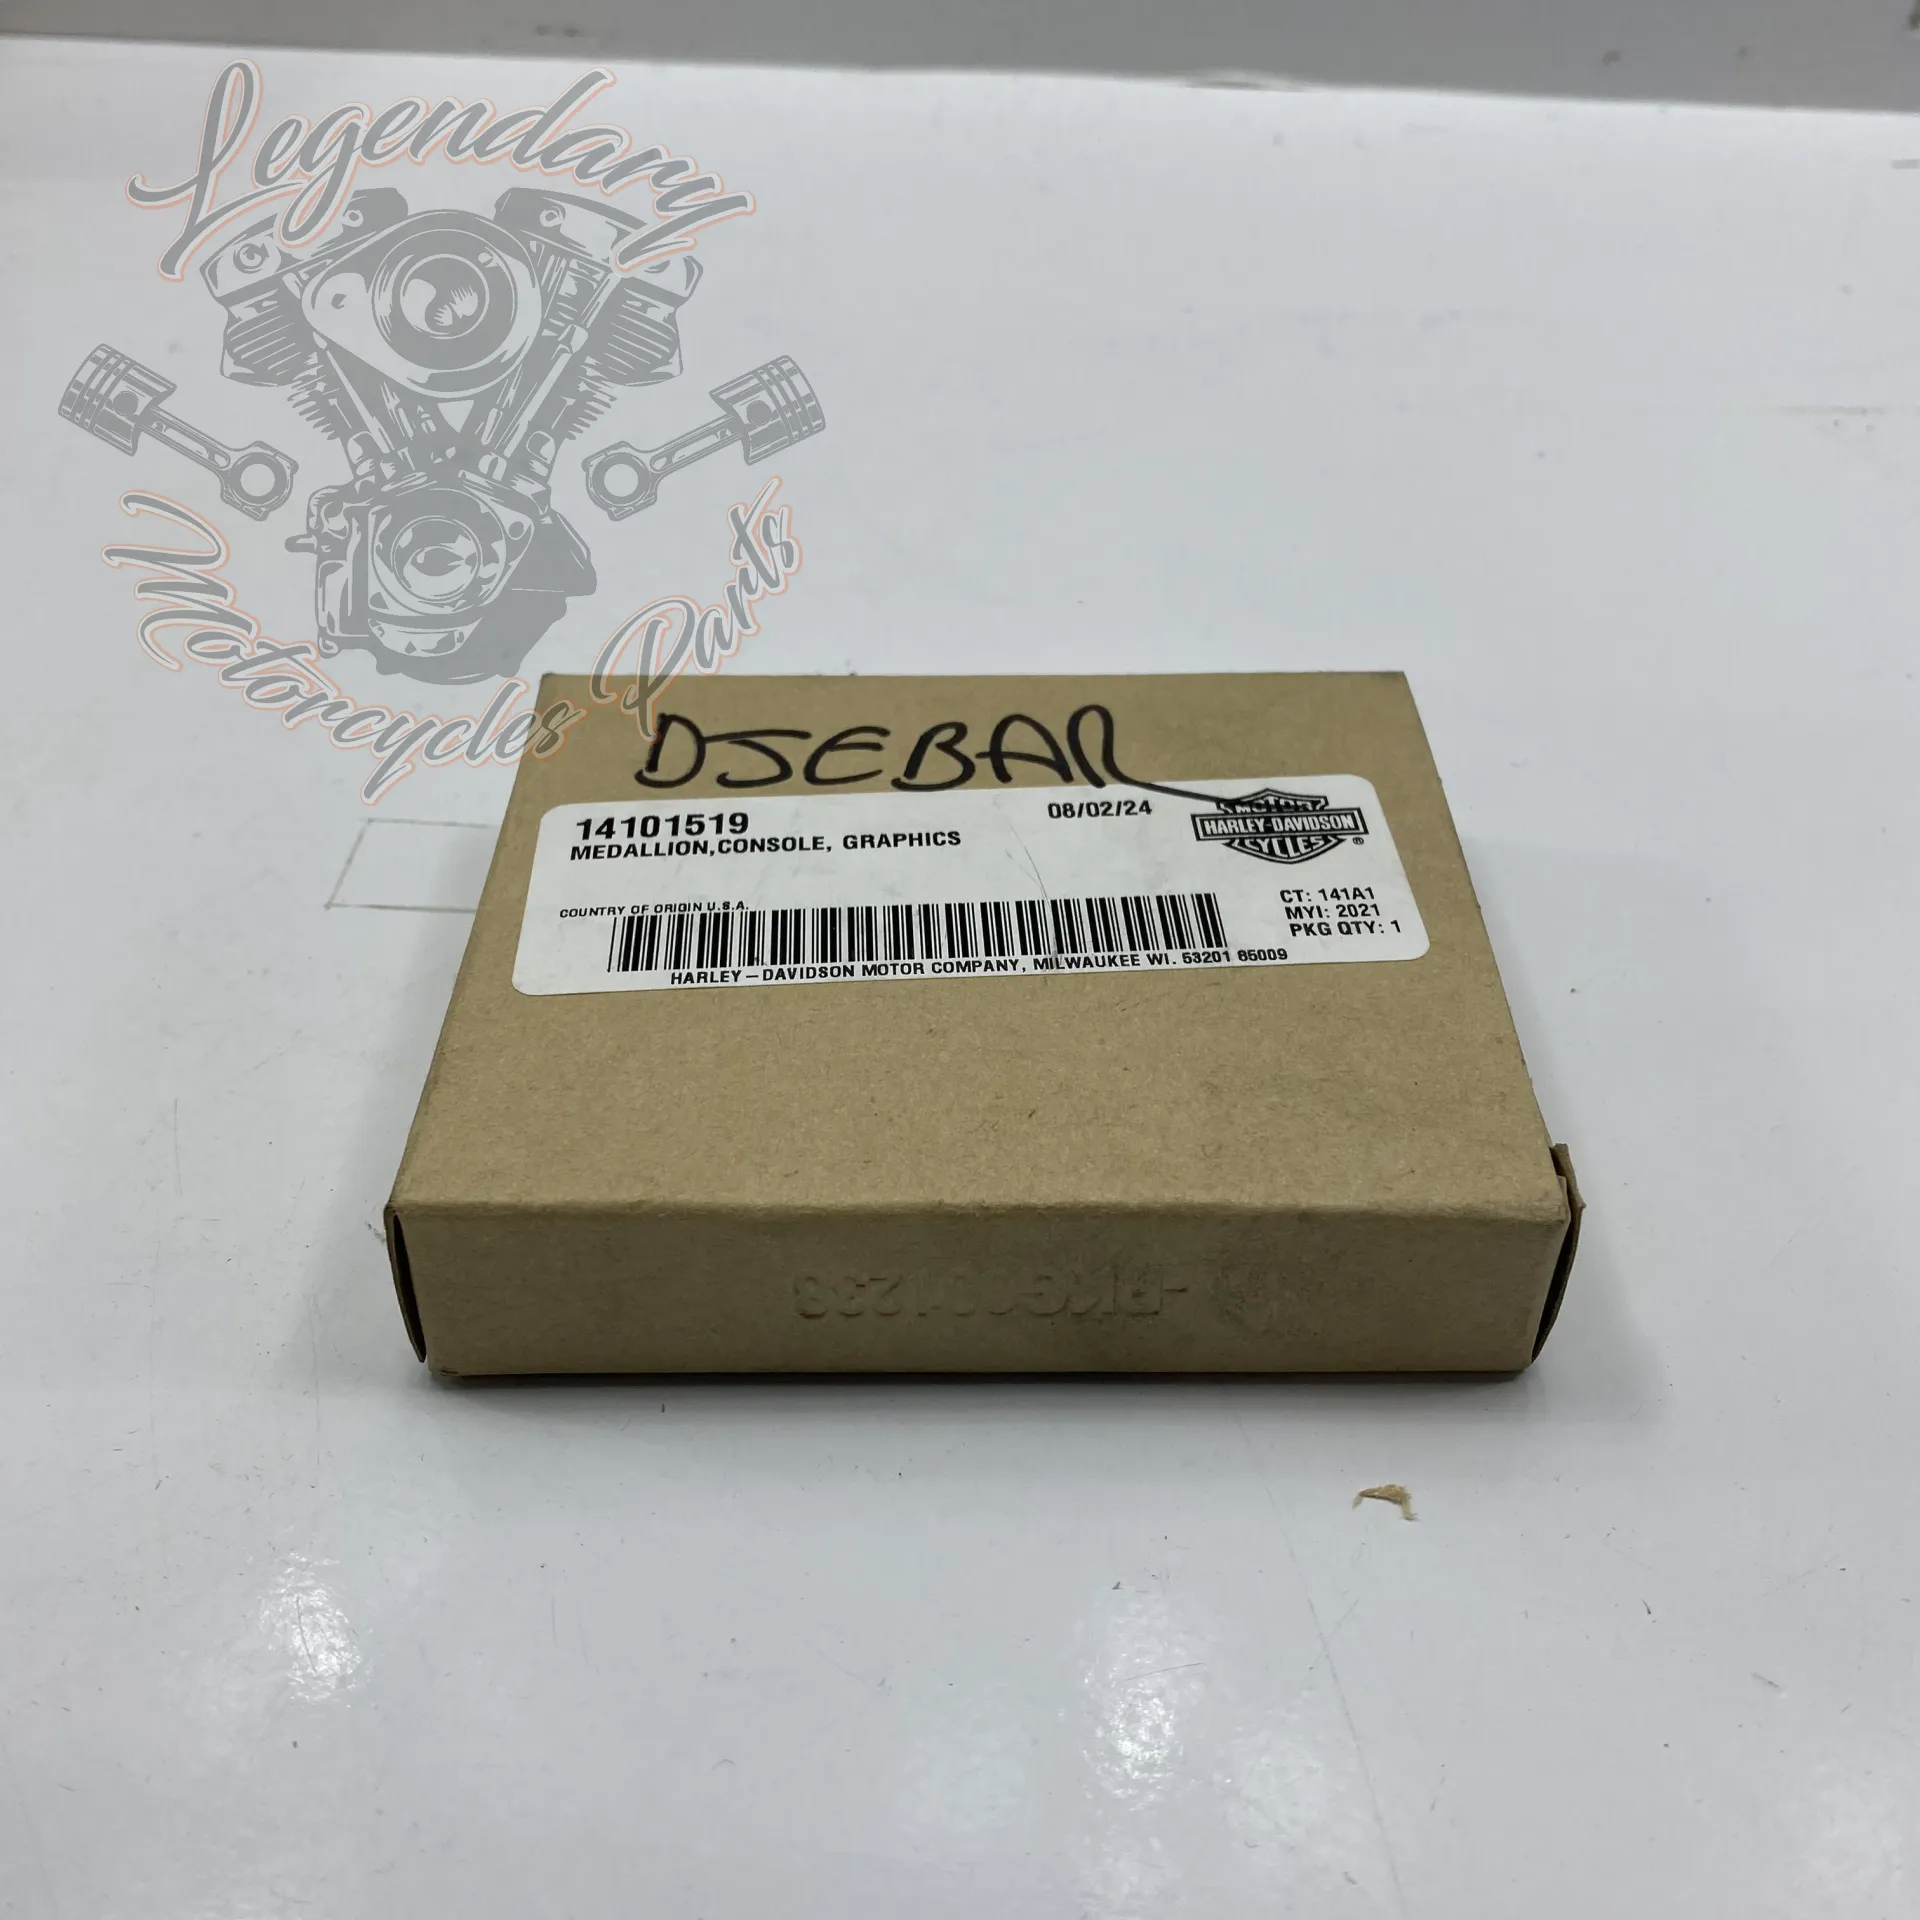 Legendary
Motorcycles Parts
DJEBAR
14101519
MEDALLION,CONSOLE, GRAPHICS
08/02/24
MOTOR
HARLEY-DAVIDSON
CYCLES
®
COUNTRY OF ORIGIN U.S.A.
CT: 141A1
MYI: 2021
PKG QTY: 1
HARLEY-DAVIDSON MOTOR COMPANY, MILWAUKEE WI. 53201 85009